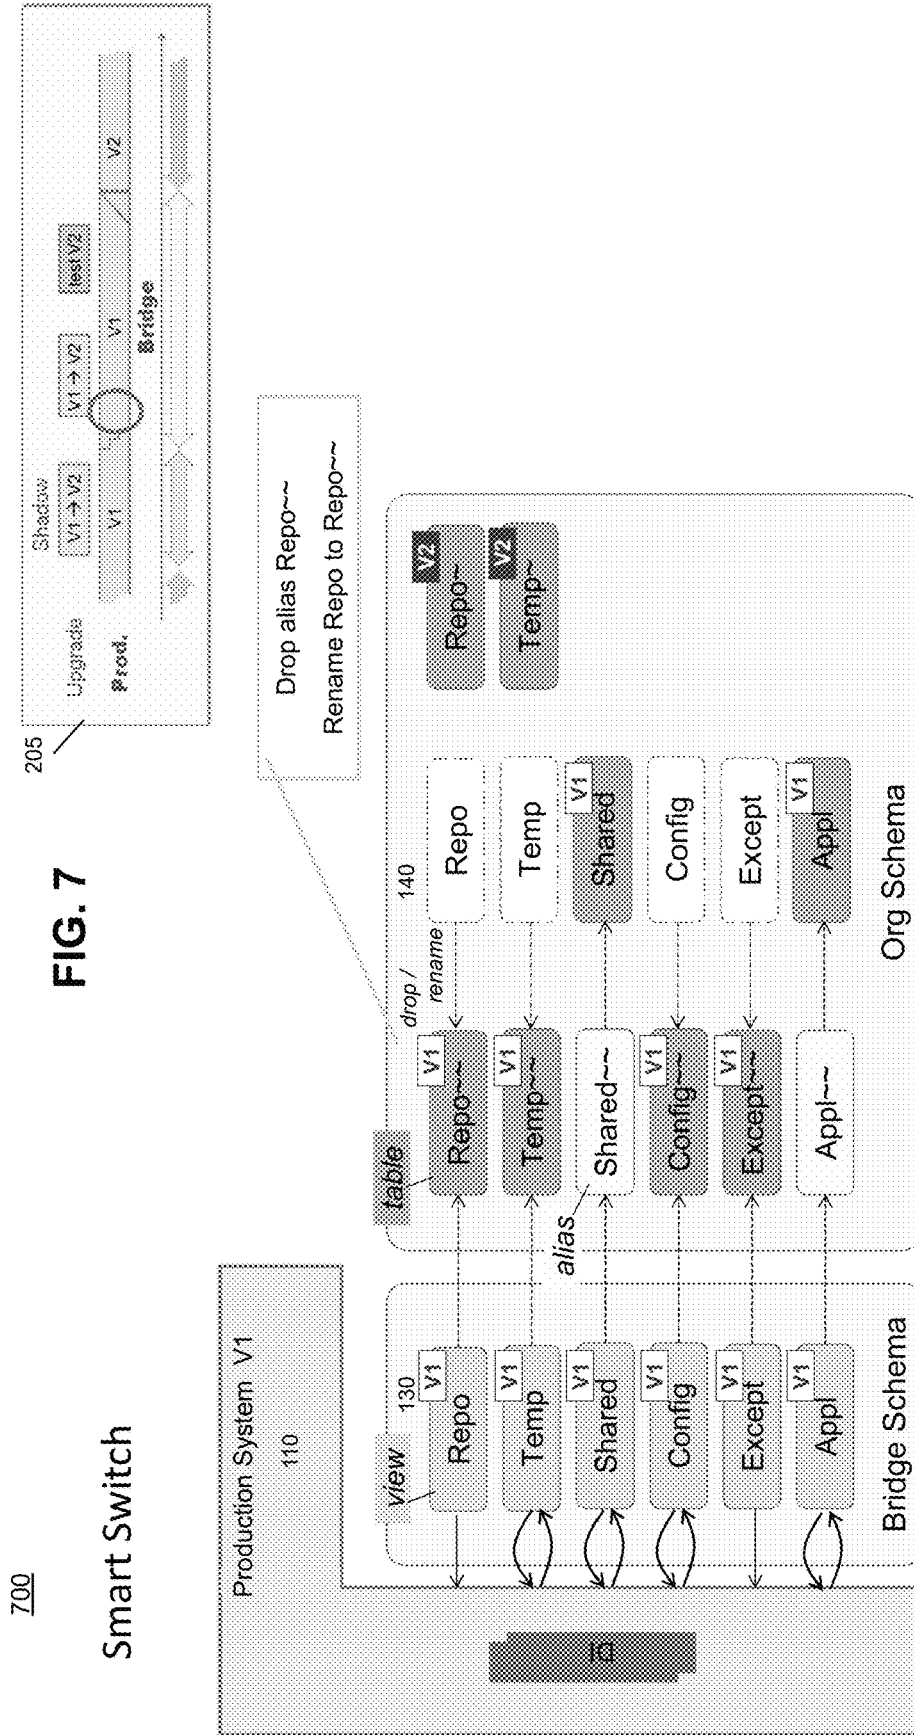 700
Smart Switch
FIG. 7
205
Upgrade
Shadow
V1 → V2
V1 → V2
test V2
Prod.
V1
V1
V2
Bridge
Production System V1
110
Drop alias Repo~~
Rename Repo to Repo~~
view
130
table
drop /
rename
140
V1
Repo
V1
Repo~~
Repo
V2
Repo~
V1
Temp
V1
Temp~~
Temp
V2
Temp~
alias
V1
Shared
Shared~~
V1
Shared
V1
Config
V1
Config~~
Config
V1
Except
V1
Except~~
Except
V1
Appl
Appl~~
V1
Appl
Bridge Schema
Org Schema